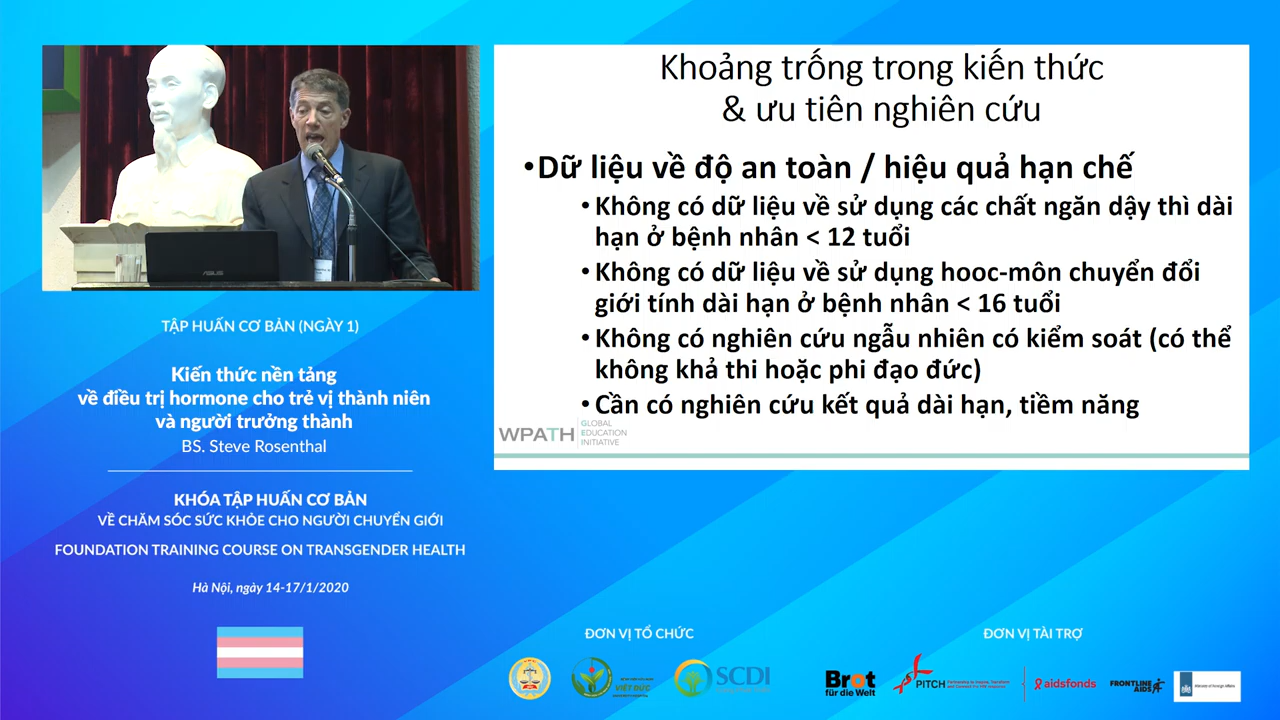 Khoảng trống trong kiến thức
& ưu tiên nghiên cứu
•Dữ liệu về độ an toàn / hiệu quả hạn chế
•Không có dữ liệu về sử dụng các chất ngăn dậy thì dài
hạn ở bệnh nhân < 12 tuổi
•Không có dữ liệu về sử dụng hooc-môn chuyển đổi
giới tính dài hạn ở bệnh nhân < 16 tuổi
•Không có nghiên cứu ngẫu nhiên có kiểm soát (có thể
không khả thi hoặc phi đạo đức)
•Cần có nghiên cứu kết quả dài hạn, tiềm năng
WPATH
GLOBAL
EDUCATION
INITIATIVE
ASUS
TẬP HUẤN CƠ BẢN (NGÀY 1)
Kiến thức nền tảng
về điều trị hormone cho trẻ vị thành niên
và người trưởng thành
BS. Steve Rosenthal
KHÓA TẬP HUẤN CƠ BẢN
VỀ CHĂM SÓC SỨC KHỎE CHO NGƯỜI CHUYỂN GIỚI
FOUNDATION TRAINING COURSE ON TRANSGENDER HEALTH
Hà Nội, ngày 14-17/1/2020
ĐƠN VỊ TỔ CHỨC
VIỆT ĐỨC
SCDI
ĐƠN VỊ TÀI TRỢ
Brot
für die Welt
PITCH
aidsfonds
FRONTLINE
AIDS
Ministry of Foreign Affairs